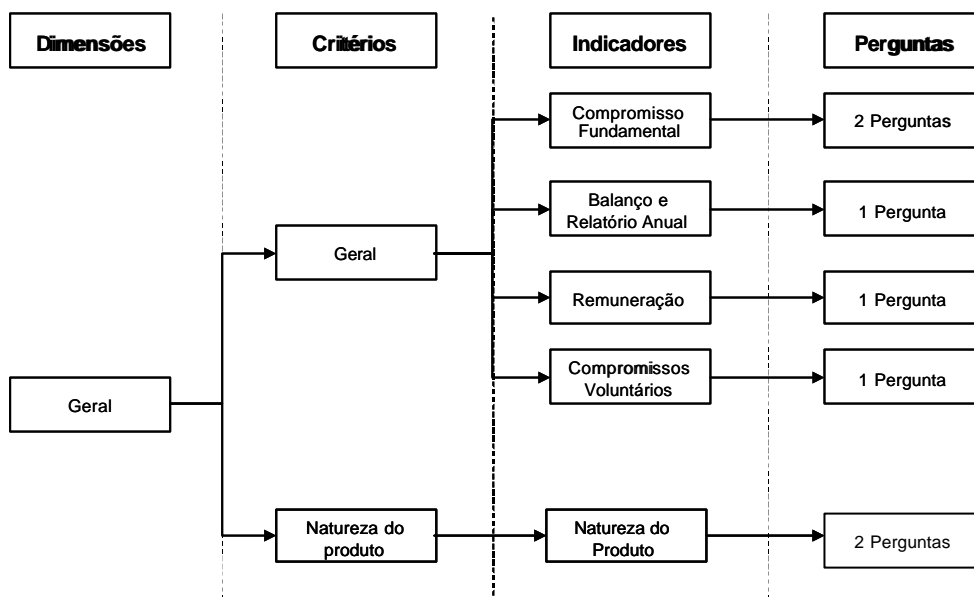 Dimensões
Critérios
Indicadores
Perguntas
Compromisso
Fundamental
2 Perguntas
Balanço e
Relatório Anual
1 Pergunta
Geral
Remuneração
1 Pergunta
Compromissos
Voluntários
1 Pergunta
Geral
Natureza do
produto
Natureza do
Produto
2 Perguntas